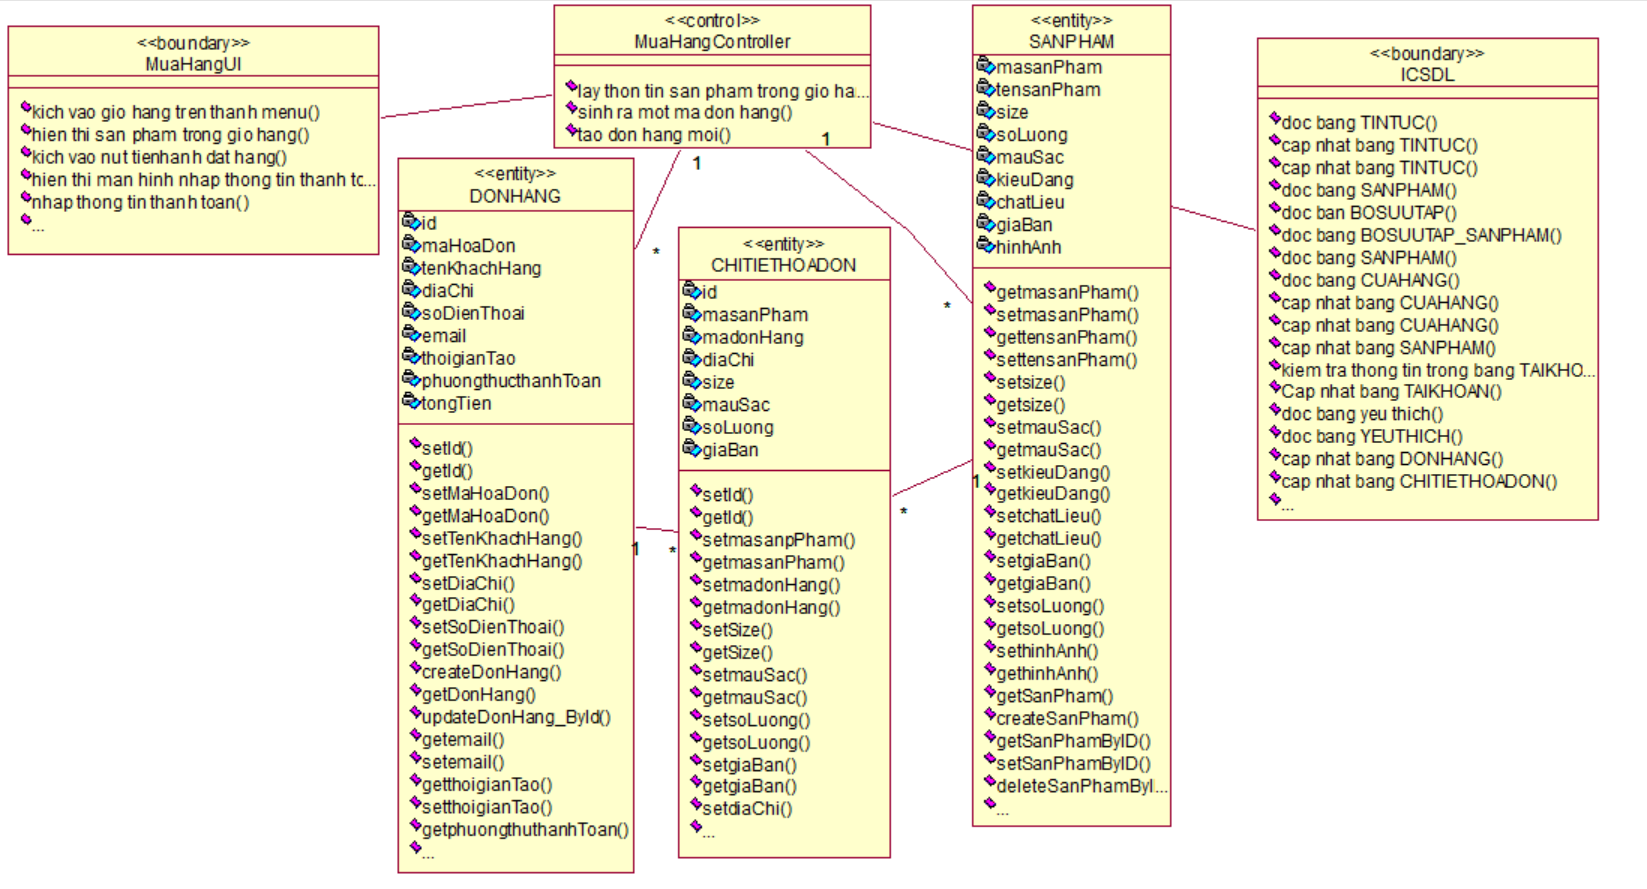 <<boundary>>
MuaHangUI
kich vao gio hang tren thanh menu()
hien thi san pham trong gio hang()
kich vao nut tienhanh dat hang()
hien thi man hinh nhap thong tin thanh tc...
nhap thong tin thanh toan()
...
<<control>>
MuaHangController
lay thon tin san pham trong gio ha...
sinh ra mot ma don hang()
tao don hang moi()
1
1
*
*
<<entity>>
DONHANG
id
maHoaDon
tenKhachHang
diaChi
soDienThoai
email
thoigianTao
phuongthucthanhToan
tongTien
setId()
getId()
setMaHoaDon()
getMaHoaDon()
setTenKhachHang()
getTenKhachHang()
setDiaChi()
getDiaChi()
setSoDienThoai()
getSoDienThoai()
createDonHang()
getDonHang()
updateDonHang_ById()
getemail()
setemail()
getthoigianTao()
setthoigianTao()
getphuongthuthanhToan()
...
1
*
<<entity>>
CHITIETHOADON
id
masanPham
madonHang
diaChi
size
mauSac
soLuong
giaBan
setId()
getId()
setmasanpPham()
getmasanPham()
setmadonHang()
getmadonHang()
setSize()
getSize()
setmauSac()
getmauSac()
setsoLuong()
getsoLuong()
setgiaBan()
getgiaBan()
setdiaChi()
...
*
1
<<entity>>
SANPHAM
masanPham
tensanPham
size
soLuong
mauSac
kieuDang
chatLieu
giaBan
hinhAnh
getmasanPham()
setmasanPham()
gettensanPham()
settensanPham()
setsize()
getsize()
setmauSac()
getmauSac()
setkieuDang()
getkieuDang()
setchatLieu()
getchatLieu()
setgiaBan()
getgiaBan()
setsoLuong()
getsoLuong()
sethinhAnh()
gethinhAnh()
getSanPham()
createSanPham()
getSanPhamByID()
setSanPhamByID()
deleteSanPhamByI...
...
<<boundary>>
ICSDL
doc bang TINTUC()
cap nhat bang TINTUC()
cap nhat bang TINTUC()
doc bang SANPHAM()
doc ban BOSUUTAP()
doc bang BOSUUTAP_SANPHAM()
doc bang SANPHAM()
doc bang CUAHANG()
cap nhat bang CUAHANG()
cap nhat bang CUAHANG()
cap nhat bang SANPHAM()
kiem tra thong tin trong bang TAIKHO...
Cap nhat bang TAIKHOAN()
doc bang yeu thich()
doc bang YEUTHICH()
cap nhat bang DONHANG()
cap nhat bang CHITIETHOADON()
...